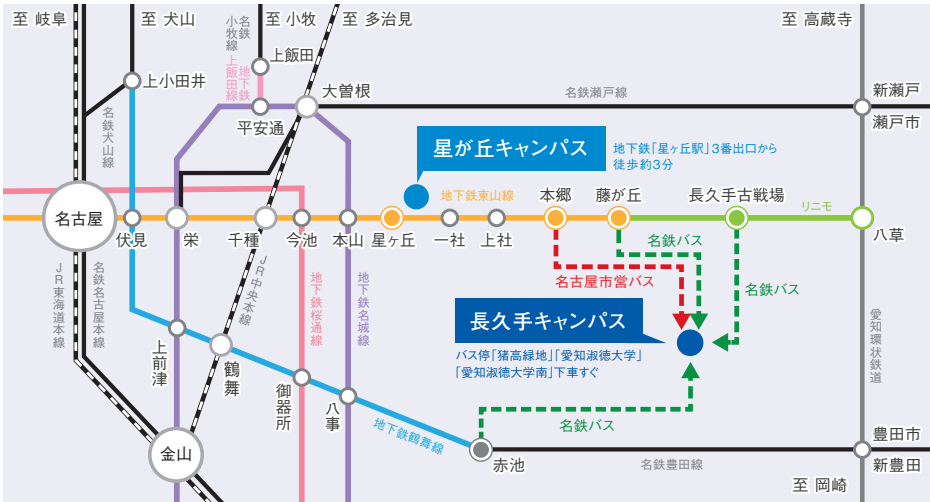 至 岐阜
至 犬山
至 小牧
至 多治見
至 高蔵寺
名鉄
小牧線
上飯田
地下鉄
上飯田線
上小田井
大曽根
名鉄瀬戸線
新瀬戸
瀬戸市
平安通
名鉄犬山線
星が丘キャンパス
地下鉄「星ヶ丘駅」3番出口から
徒歩約3分
地下鉄東山線
本郷
藤が丘
長久手古戦場
リニモ
名古屋
伏見
栄
千種
今池
本山
星ヶ丘
一社
上社
八草
名鉄バス
名古屋市営バス
名鉄バス
JR東海道本線
名鉄名古屋本線
JR中央本線
地下鉄桜通線
地下鉄名城線
長久手キャンパス
バス停「猪高緑地」「愛知淑徳大学」
「愛知淑徳大学南」下車すぐ
愛知環状鉄道
上前津
鶴舞
御器所
八事
地下鉄鶴舞線
名鉄バス
金山
赤池
名鉄豊田線
豊田市
新豊田
至 岡崎